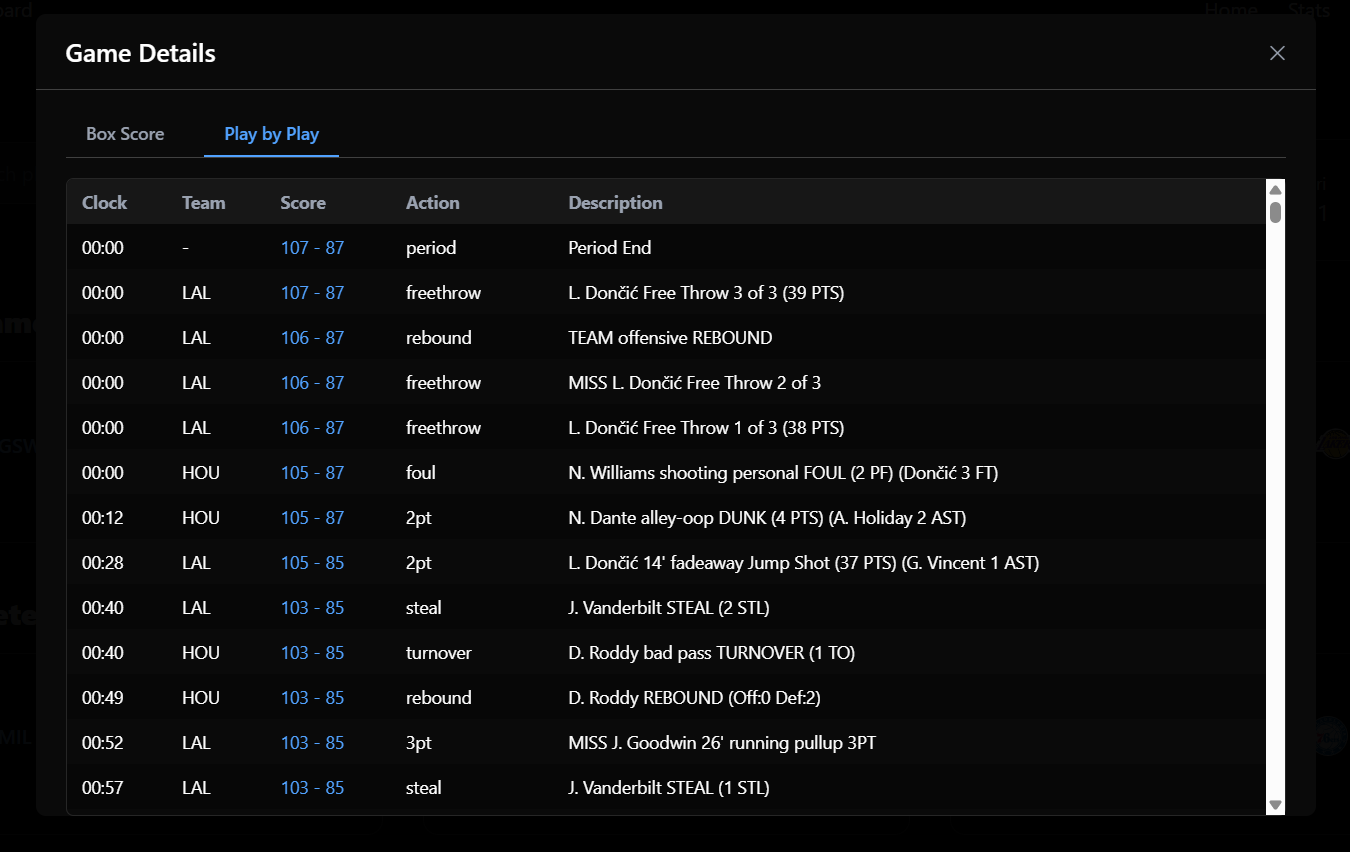 Home Stats
Game Details
Box Score Play by Play
Clock Team Score Action Description
00:00 - 107 - 87 period Period End
00:00 LAL 107 - 87 freethrow L. Dončić Free Throw 3 of 3 (39 PTS)
00:00 LAL 106 - 87 rebound TEAM offensive REBOUND
00:00 LAL 106 - 87 freethrow MISS L. Dončić Free Throw 2 of 3
00:00 LAL 106 - 87 freethrow L. Dončić Free Throw 1 of 3 (38 PTS)
GSW
00:00 HOU 105 - 87 foul N. Williams shooting personal FOUL (2 PF) (Dončić 3 FT)
00:12 HOU 105 - 87 2pt N. Dante alley-oop DUNK (4 PTS) (A. Holiday 2 AST)
00:28 LAL 105 - 85 2pt L. Dončić 14' fadeaway Jump Shot (37 PTS) (G. Vincent 1 AST)
00:40 LAL 103 - 85 steal J. Vanderbilt STEAL (2 STL)
00:40 HOU 103 - 85 turnover D. Roddy bad pass TURNOVER (1 TO)
00:49 HOU 103 - 85 rebound D. Roddy REBOUND (Off:0 Def:2)
MIL
00:52 LAL 103 - 85 3pt MISS J. Goodwin 26' running pullup 3PT
00:57 LAL 103 - 85 steal J. Vanderbilt STEAL (1 STL)